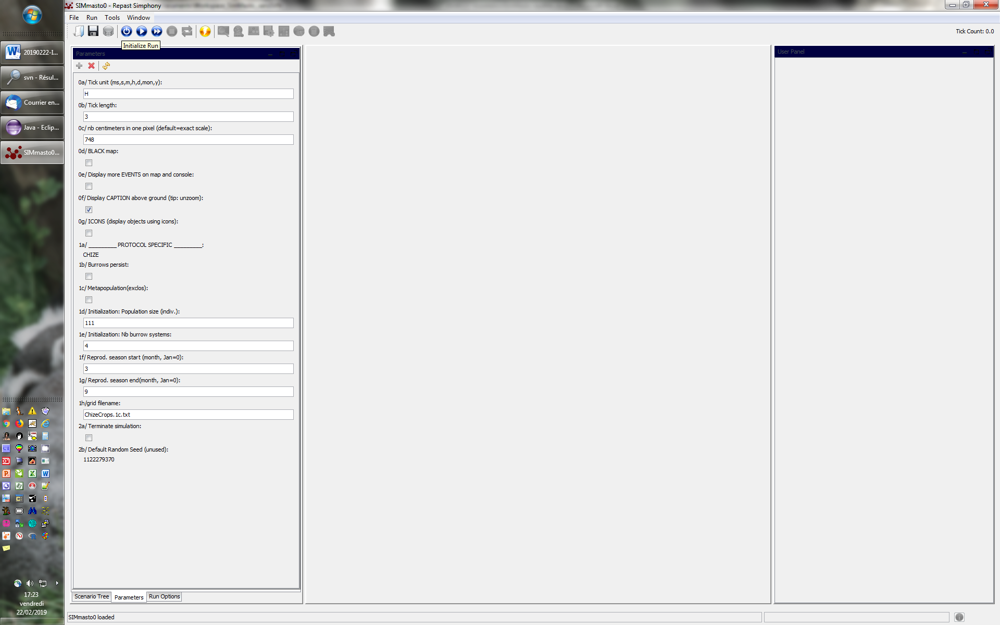 SIMmasto0 - Repast Simphony
File Run Tools Window
Tick Count: 0.0
Initialize Run
20190222-I...
svn - Résul...
Courrier en...
Java - Eclip...
SIMmasto0...
Parameters
0a/ Tick unit (ms,s,m,h,d,mon,y):
H
0b/ Tick length:
3
0c/ nb centimeters in one pixel (default=exact scale):
748
0d/ BLACK map:
0e/ Display more EVENTS on map and console:
0f/ Display CAPTION above ground (tip: unzoom):
0g/ ICONS (display objects using icons):
1a/ __________ PROTOCOL SPECIFIC __________:
CHIZE
1b/ Burrows persist:
1c/ Metapopulation(exclos):
1d/ Initialization: Population size (indiv.):
111
1e/ Initialization: Nb burrow systems:
4
1f/ Reprod. season start (month, Jan=0):
3
1g/ Reprod. season end(month, Jan=0):
9
1h/grid filename:
ChizeCrops.1c.txt
2a/ Terminate simulation:
2b/ Default Random Seed (unused):
1122279370
Scenario Tree Parameters Run Options
User Panel
17:23
vendredi
22/02/2019
SIMmasto0 loaded